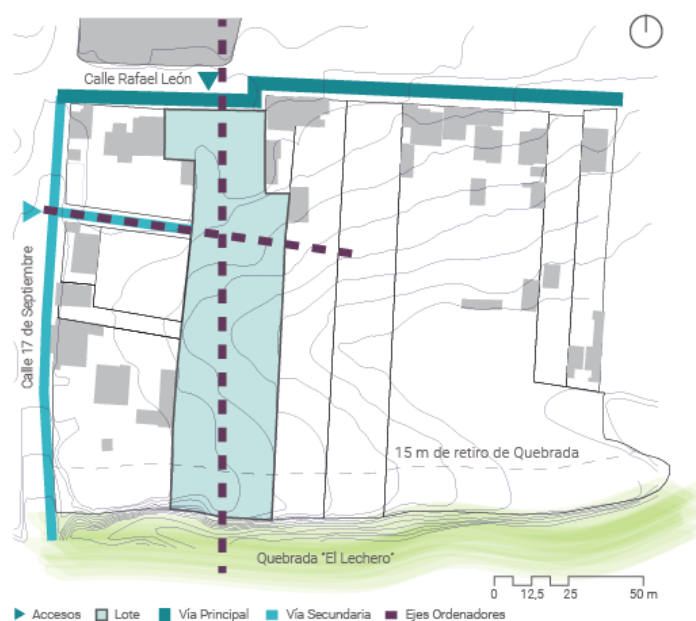 Calle Rafael León
Calle 17 de Septiembre
15 m de retiro de Quebrada
Quebrada "El Lechero"
0 12,5 25 50 m
Accesos Lote Vía Principal Vía Secundaria Ejes Ordenadores